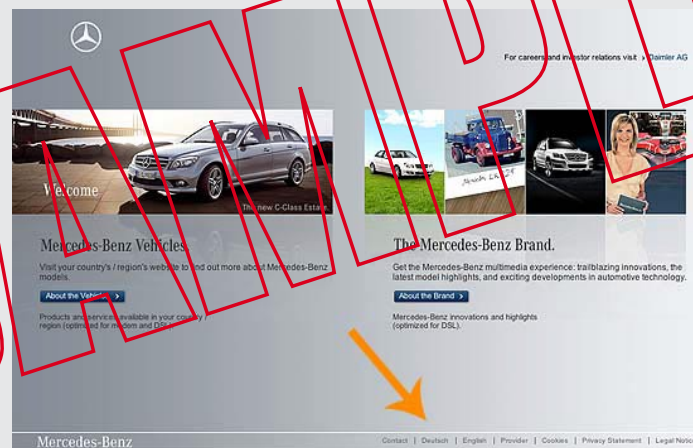 SAMPLE
For careers and investor relations visit › Daimler AG
Welcome
The new C-Class Estate.
Mercedes-Benz Vehicles.
The Mercedes-Benz Brand.
Visit your country's / region's website to find out more about Mercedes-Benz
models.
Get the Mercedes-Benz multimedia experience: trailblazing innovations, the
latest model highlights, and exciting developments in automotive technology.
About the Vehicles ›
About the Brand ›
Products and services available in your country /
region (optimized for modem and DSL).
Mercedes-Benz innovations and highlights
(optimized for DSL).
Mercedes-Benz
Contact | Deutsch | English | Provider | Cookies | Privacy Statement | Legal Notic